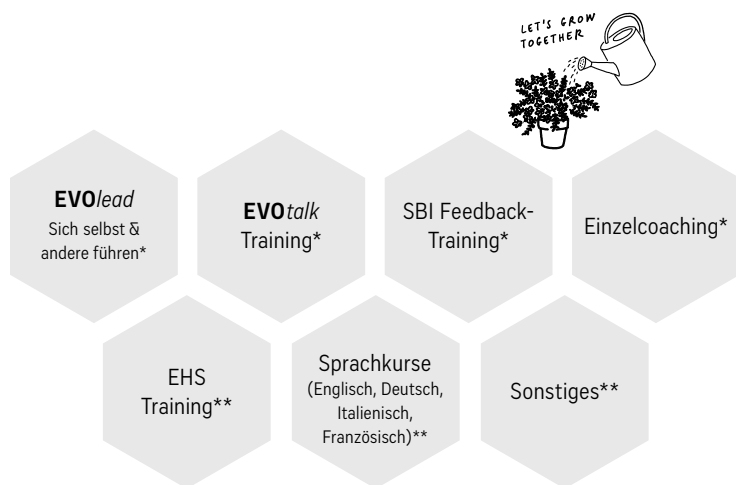 LET'S GROW
TOGETHER
EVOlead
Sich selbst &
andere führen*
EVOtalk
Training*
SBI Feedback-
Training*
Einzelcoaching*
EHS
Training**
Sprachkurse
(Englisch, Deutsch,
Italienisch,
Französisch)**
Sonstiges**